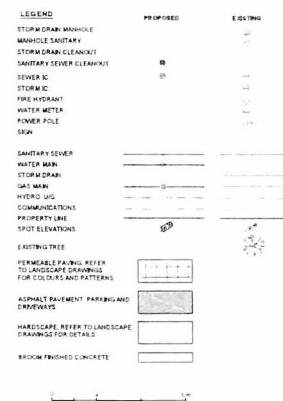 LEGEND
PROPOSED
EXISTING
STORM DRAIN MANHOLE
MANHOLE SANITARY
STORM DRAIN CLEANOUT
SANITARY SEWER CLEANOUT
SEWER IC
STORM IC
FIRE HYDRANT
WATER METER
POWER POLE
SIGN
SANITARY SEWER
WATER MAIN
STORM DRAIN
GAS MAIN
HYDRO U/G
COMMUNICATIONS
PROPERTY LINE
SPOT ELEVATIONS
EXISTING TREE
PERMEABLE PAVING, REFER
TO LANDSCAPE DRAWINGS
FOR COLOURS AND PATTERNS
ASPHALT PAVEMENT PARKING AND
DRIVEWAYS
HARDSCAPE, REFER TO LANDSCAPE
DRAWINGS FOR DETAILS
BROOM FINISHED CONCRETE